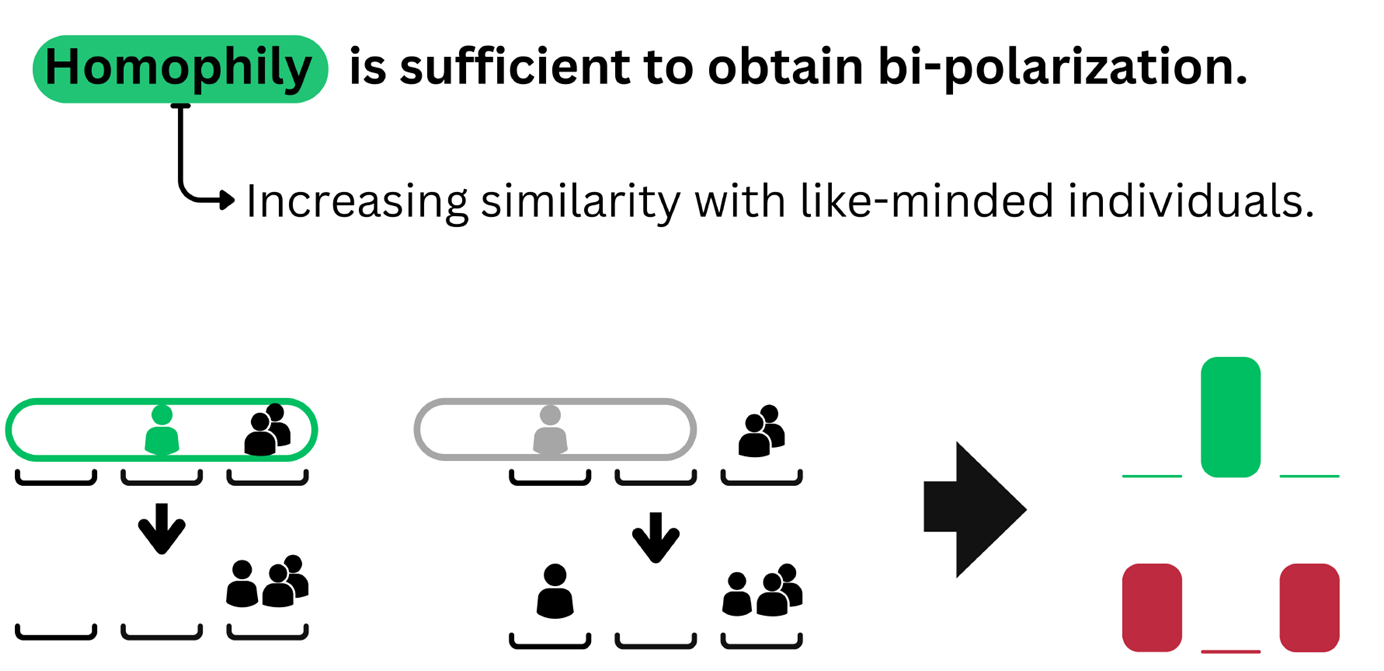 Homophily is sufficient to obtain bi-polarization.
Increasing similarity with like-minded individuals.